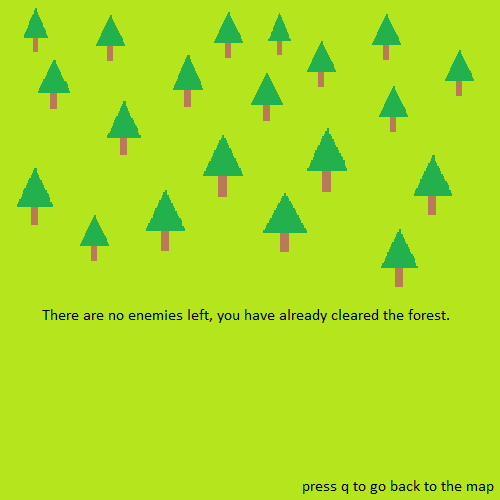 There are no enemies left, you have already cleared the forest.
press q to go back to the map